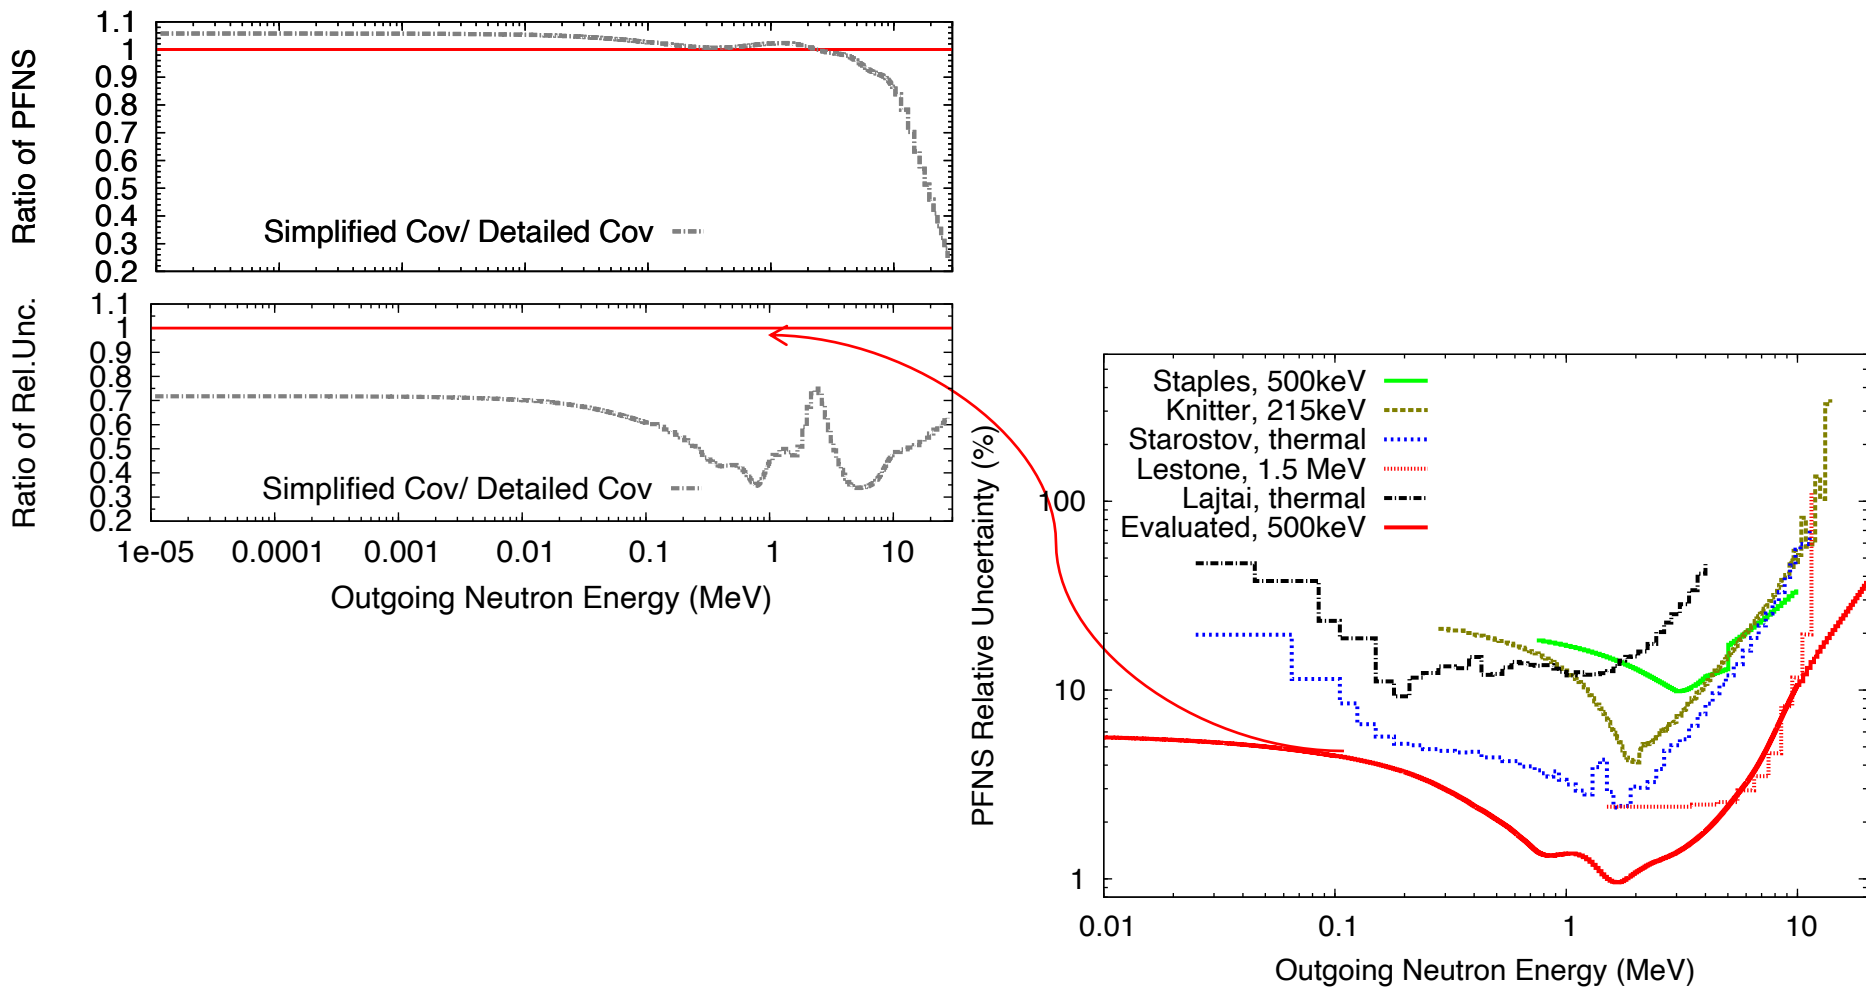 Ratio of PFNS
1.1
1
0.9
0.8
0.7
0.6
0.5
0.4
0.3
0.2
Simplified Cov/ Detailed Cov
Ratio of Rel.Unc.
1.1
1
0.9
0.8
0.7
0.6
0.5
0.4
0.3
0.2
Simplified Cov/ Detailed Cov
1e-05 0.0001 0.001 0.01 0.1 1 10
Outgoing Neutron Energy (MeV)
PFNS Relative Uncertainty (%)
100
10
1
Staples, 500keV
Knitter, 215keV
Starostov, thermal
Lestone, 1.5 MeV
Lajtai, thermal
Evaluated, 500keV
0.01 0.1 1 10
Outgoing Neutron Energy (MeV)